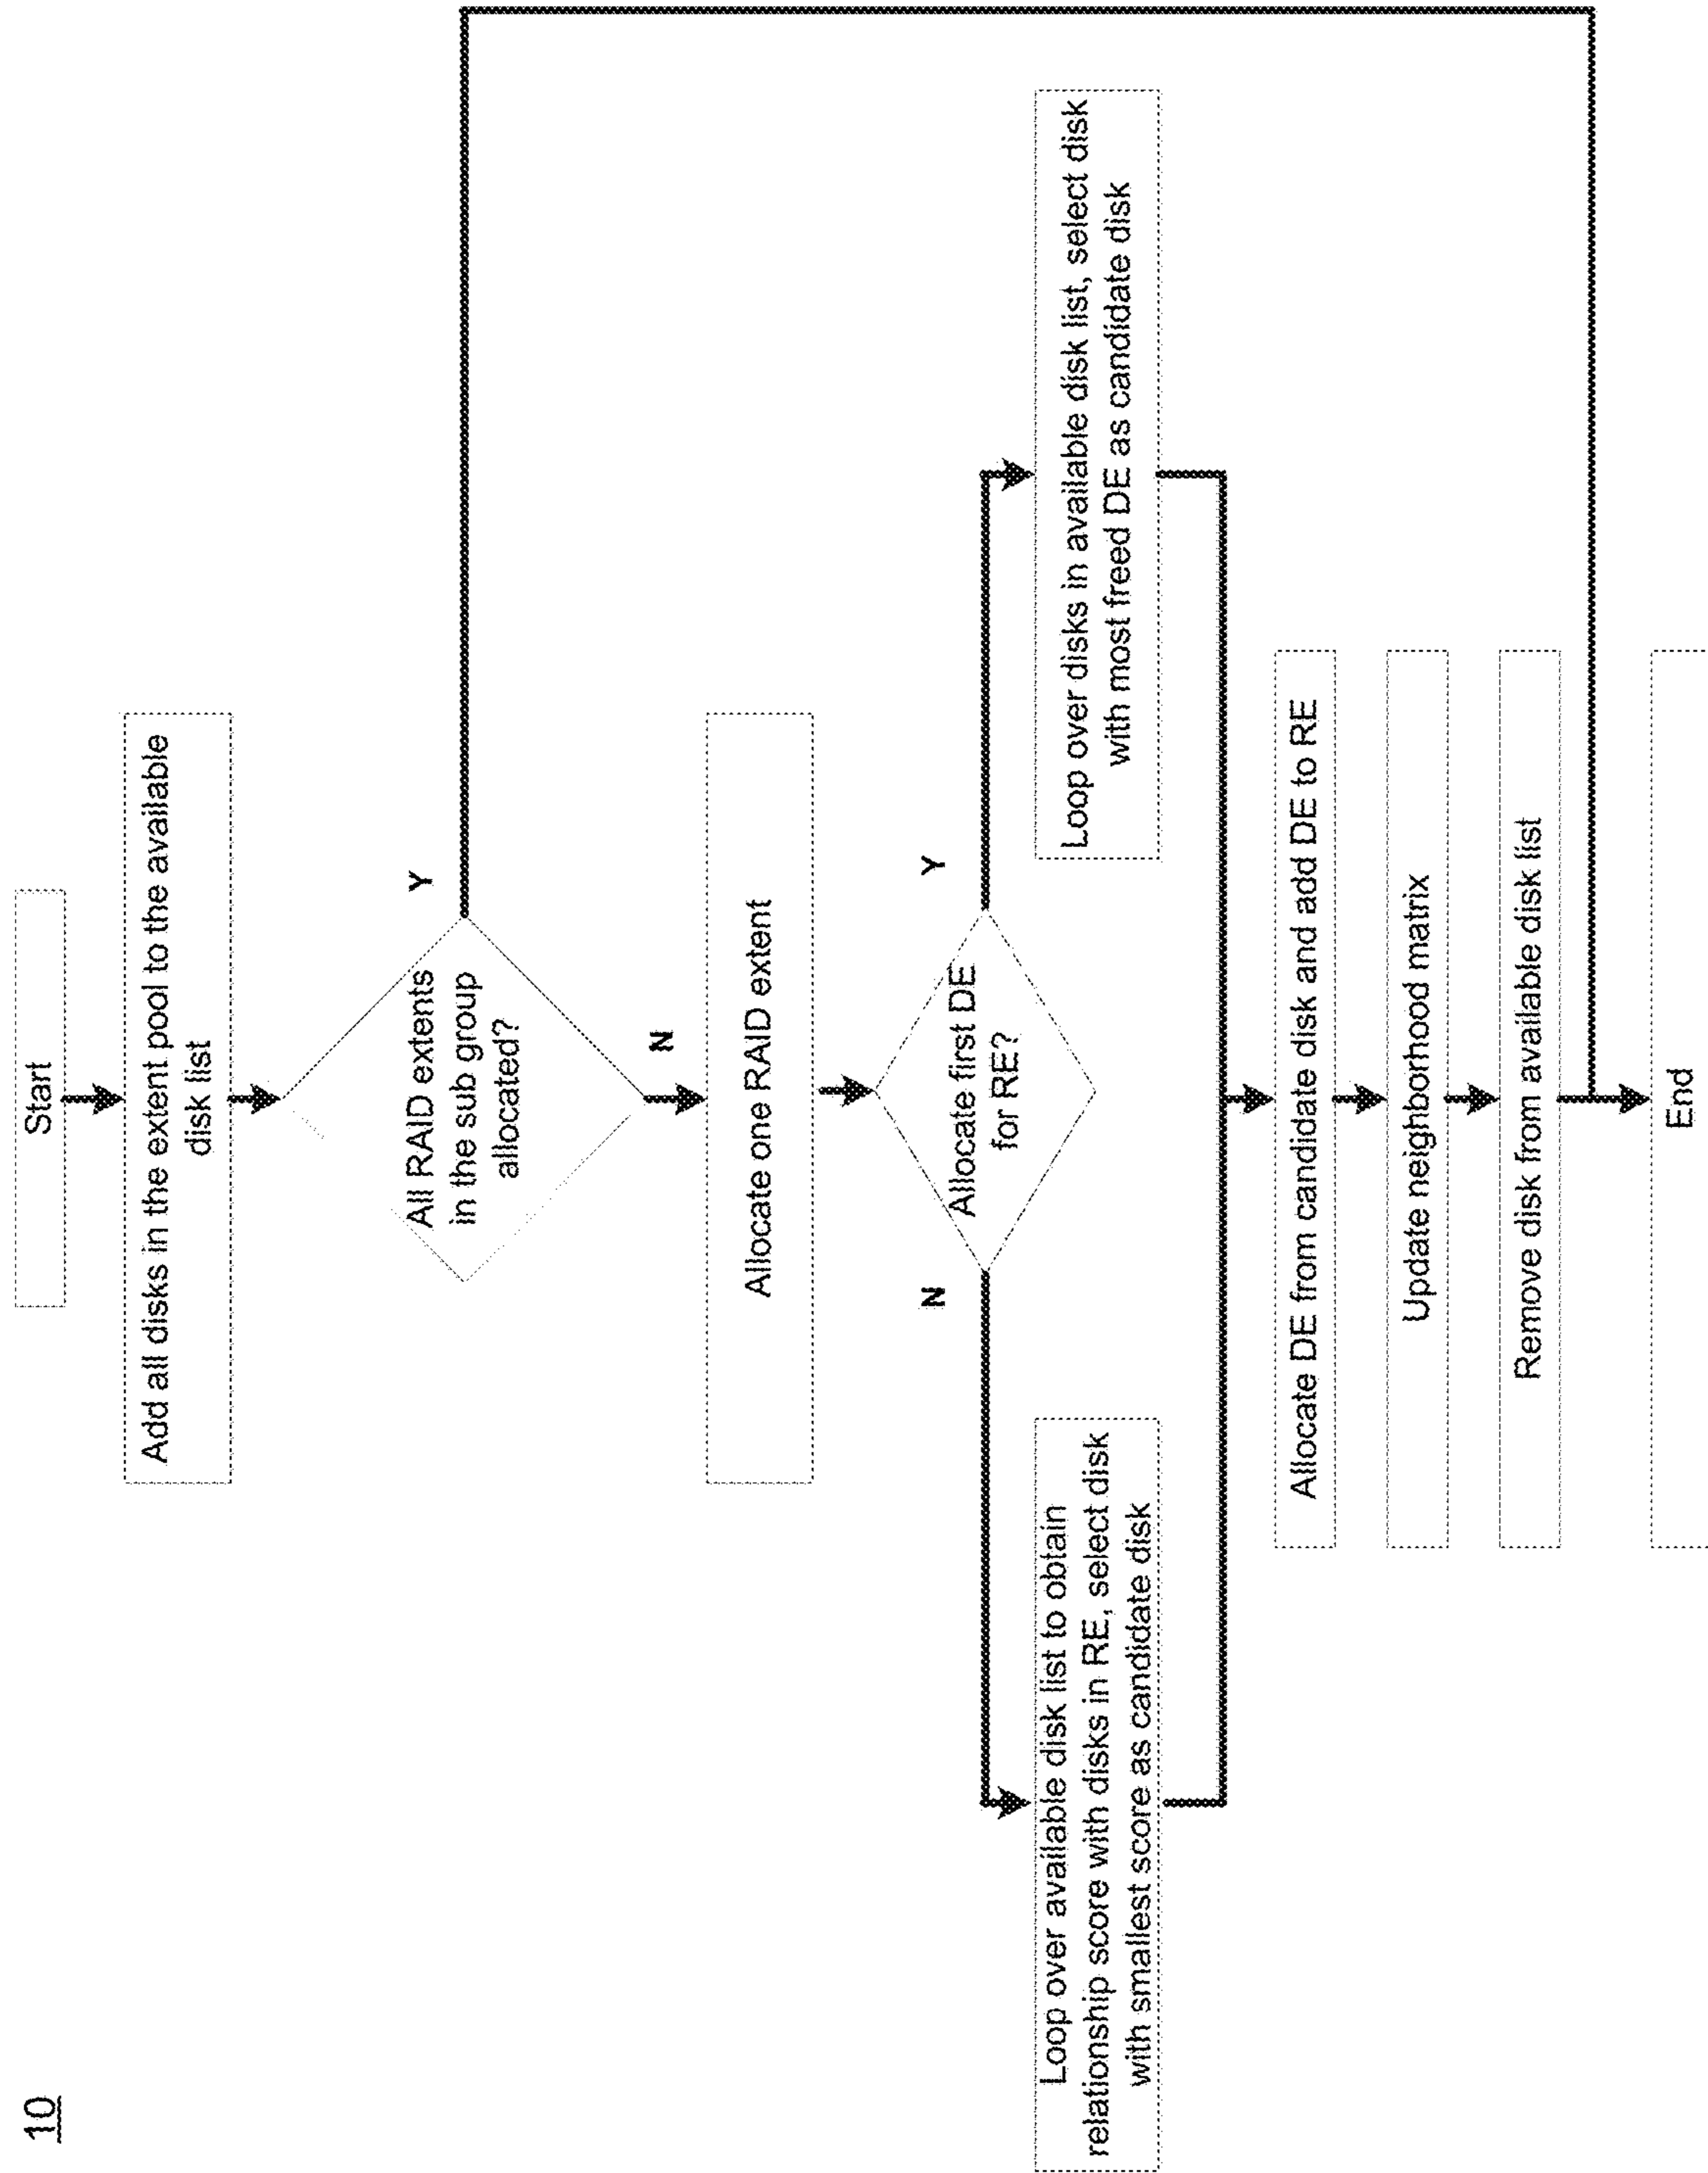 10
Start
Add all disks in the extent pool to the available
disk list
All RAID extents
in the sub group
allocated?
Y
N
Allocate one RAID extent
Allocate first DE
for RE?
N
Y
Loop over available disk list to obtain
relationship score with disks in RE, select disk
with smallest score as candidate disk
Loop over disks in available disk list, select disk
with most freed DE as candidate disk
Allocate DE from candidate disk and add DE to RE
Update neighborhood matrix
Remove disk from available disk list
End